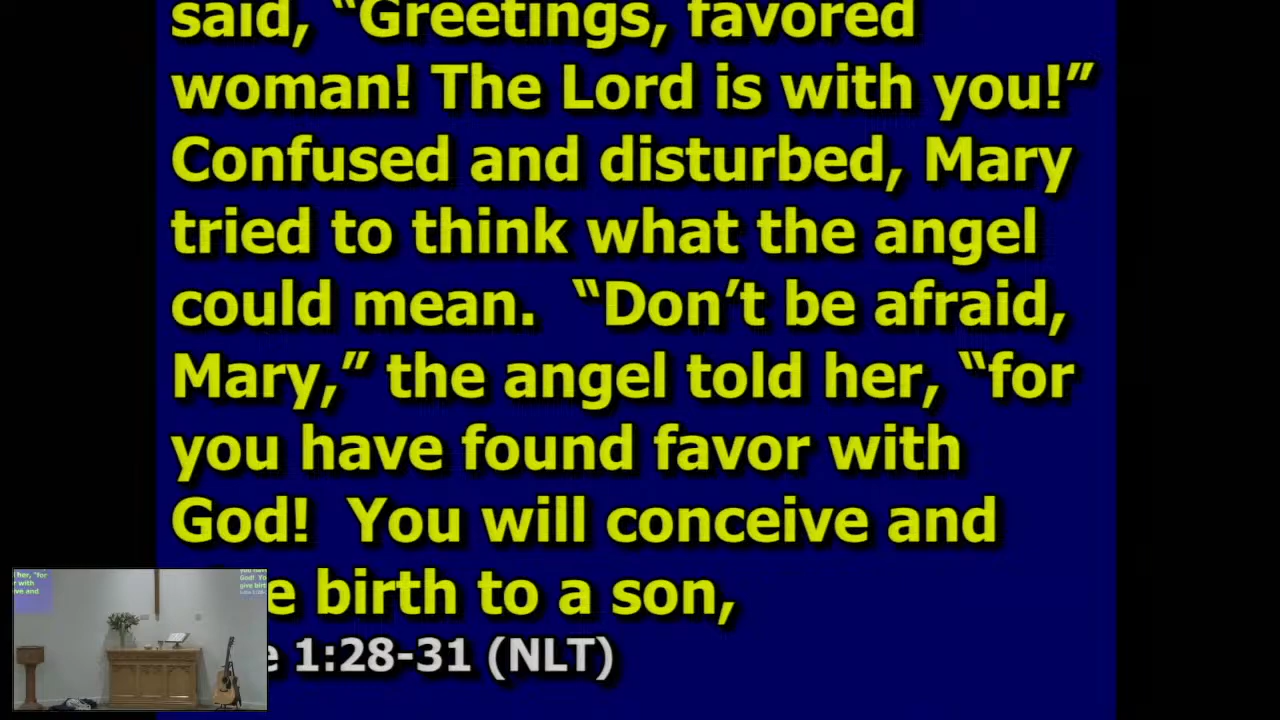 said, “Greetings, favored
woman! The Lord is with you!”
Confused and disturbed, Mary
tried to think what the angel
could mean.  “Don’t be afraid,
Mary,” the angel told her, “for
you have found favor with
God!  You will conceive and
e birth to a son,
e 1:28-31 (NLT)